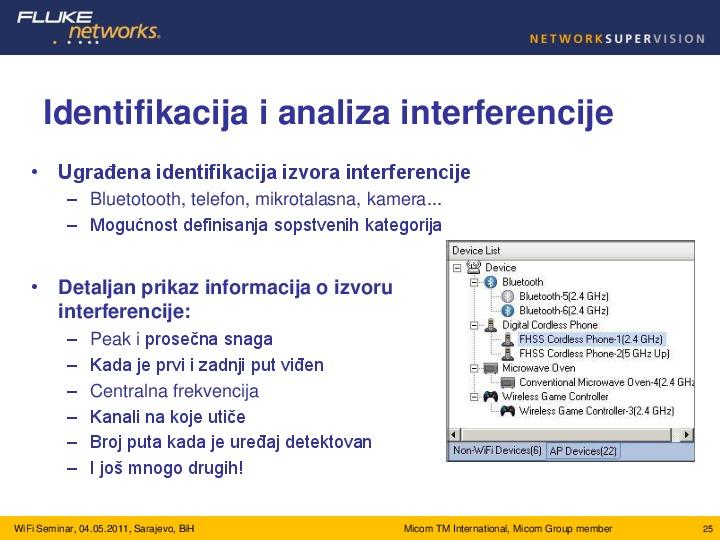 FLUKE
networks®
NETWORKSUPERVISION
Identifikacija i analiza interferencije
• Ugrađena identifikacija izvora interferencije
– Bluetotooth, telefon, mikrotalasna, kamera...
– Mogućnost definisanja sopstvenih kategorija
• Detaljan prikaz informacija o izvoru
interferencije:
– Peak i prosečna snaga
– Kada je prvi i zadnji put viđen
– Centralna frekvencija
– Kanali na koje utiče
– Broj puta kada je uređaj detektovan
– I još mnogo drugih!
Device List
Device
Bluetooth
Bluetooth-5(2.4 GHz)
Bluetooth-6(2.4 GHz)
Digital Cordless Phone
FHSS Cordless Phone-1(2.4 GHz)
FHSS Cordless Phone-2(5 GHz Up)
Microwave Oven
Conventional Microwave Oven-4(2.4 GHz
Wireless Game Controller
Wireless Game Controller-3(2.4 GHz)
Non-WiFi Devices(6) AP Devices(22)
WiFi Seminar, 04.05.2011, Sarajevo, BiH
Micom TM International, Micom Group member
25